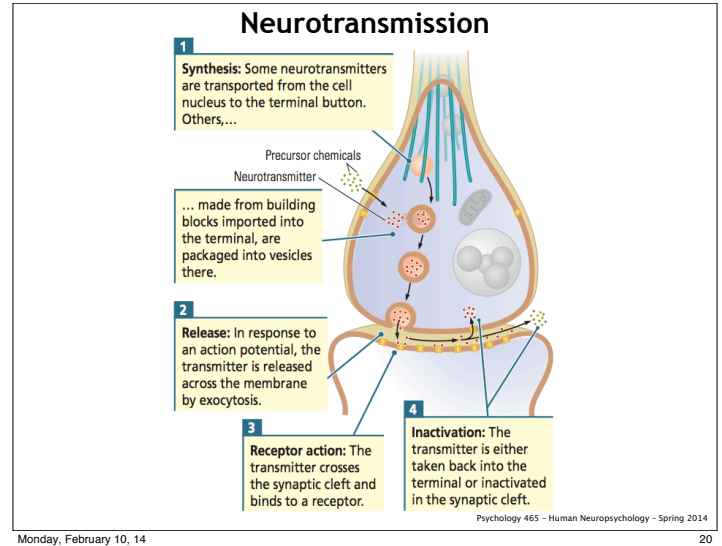 Neurotransmission
1
Synthesis: Some neurotransmitters
are transported from the cell
nucleus to the terminal button.
Others,…
Precursor chemicals
Neurotransmitter
… made from building
blocks imported into
the terminal, are
packaged into vesicles
there.
2
Release: In response to
an action potential, the
transmitter is released
across the membrane
by exocytosis.
3
Receptor action: The
transmitter crosses
the synaptic cleft and
binds to a receptor.
4
Inactivation: The
transmitter is either
taken back into the
terminal or inactivated
in the synaptic cleft.
Psychology 465 – Human Neuropsychology – Spring 2014
Monday, February 10, 14
20